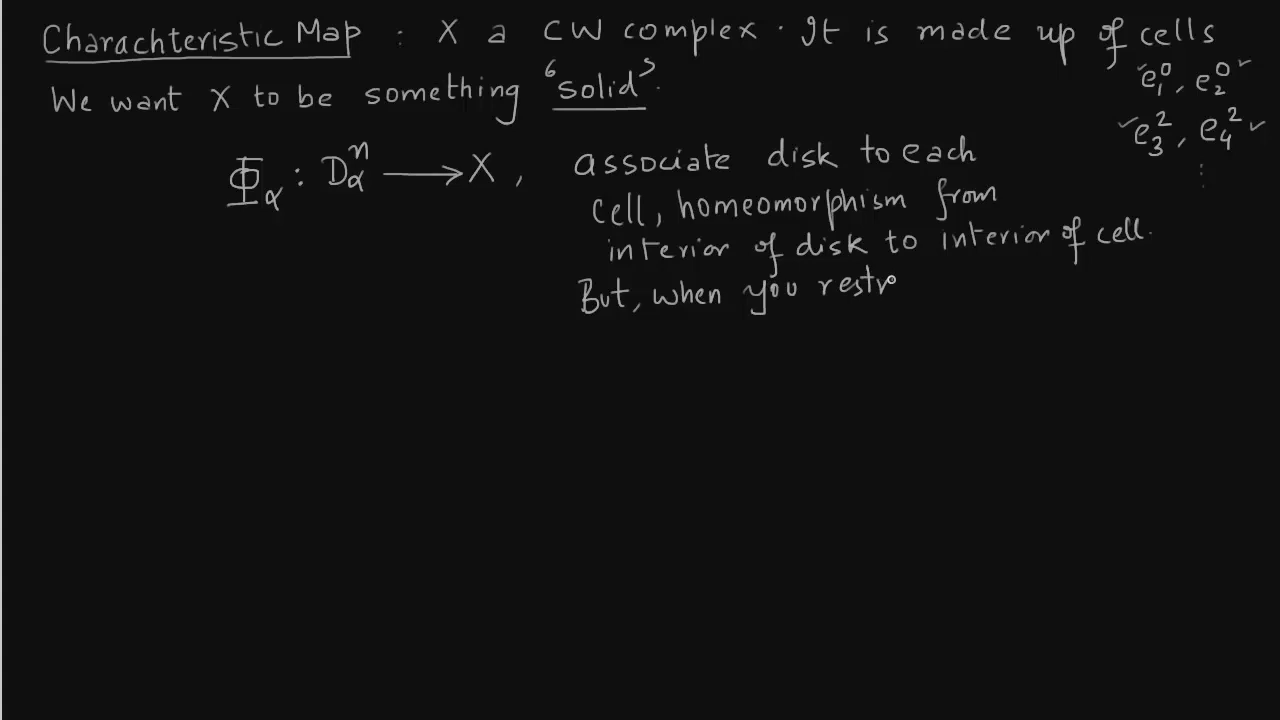 Charachteristic Map : X a CW complex. It is made up of cells
e₁⁰, e₂⁰
We want X to be something 'solid'.
e₃², e₄²
⋮
Φ_α : D_α^n ⟶ X , associate disk to each
cell, homeomorphism from
interior of disk to interior of cell.
But, when you restr